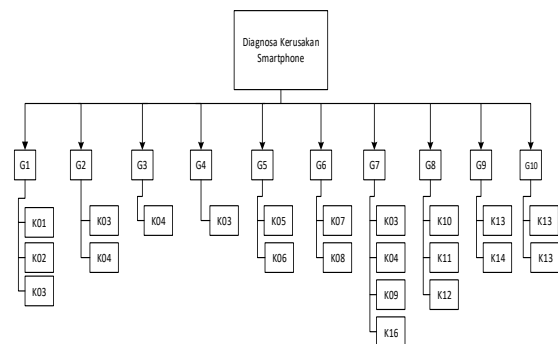 Diagnosa Kerusakan
Smartphone
G1
G2
G3
G4
G5
G6
G7
G8
G9
G10
K01
K02
K03
K03
K04
K04
K03
K05
K06
K07
K08
K03
K04
K09
K16
K10
K11
K12
K13
K14
K13
K13